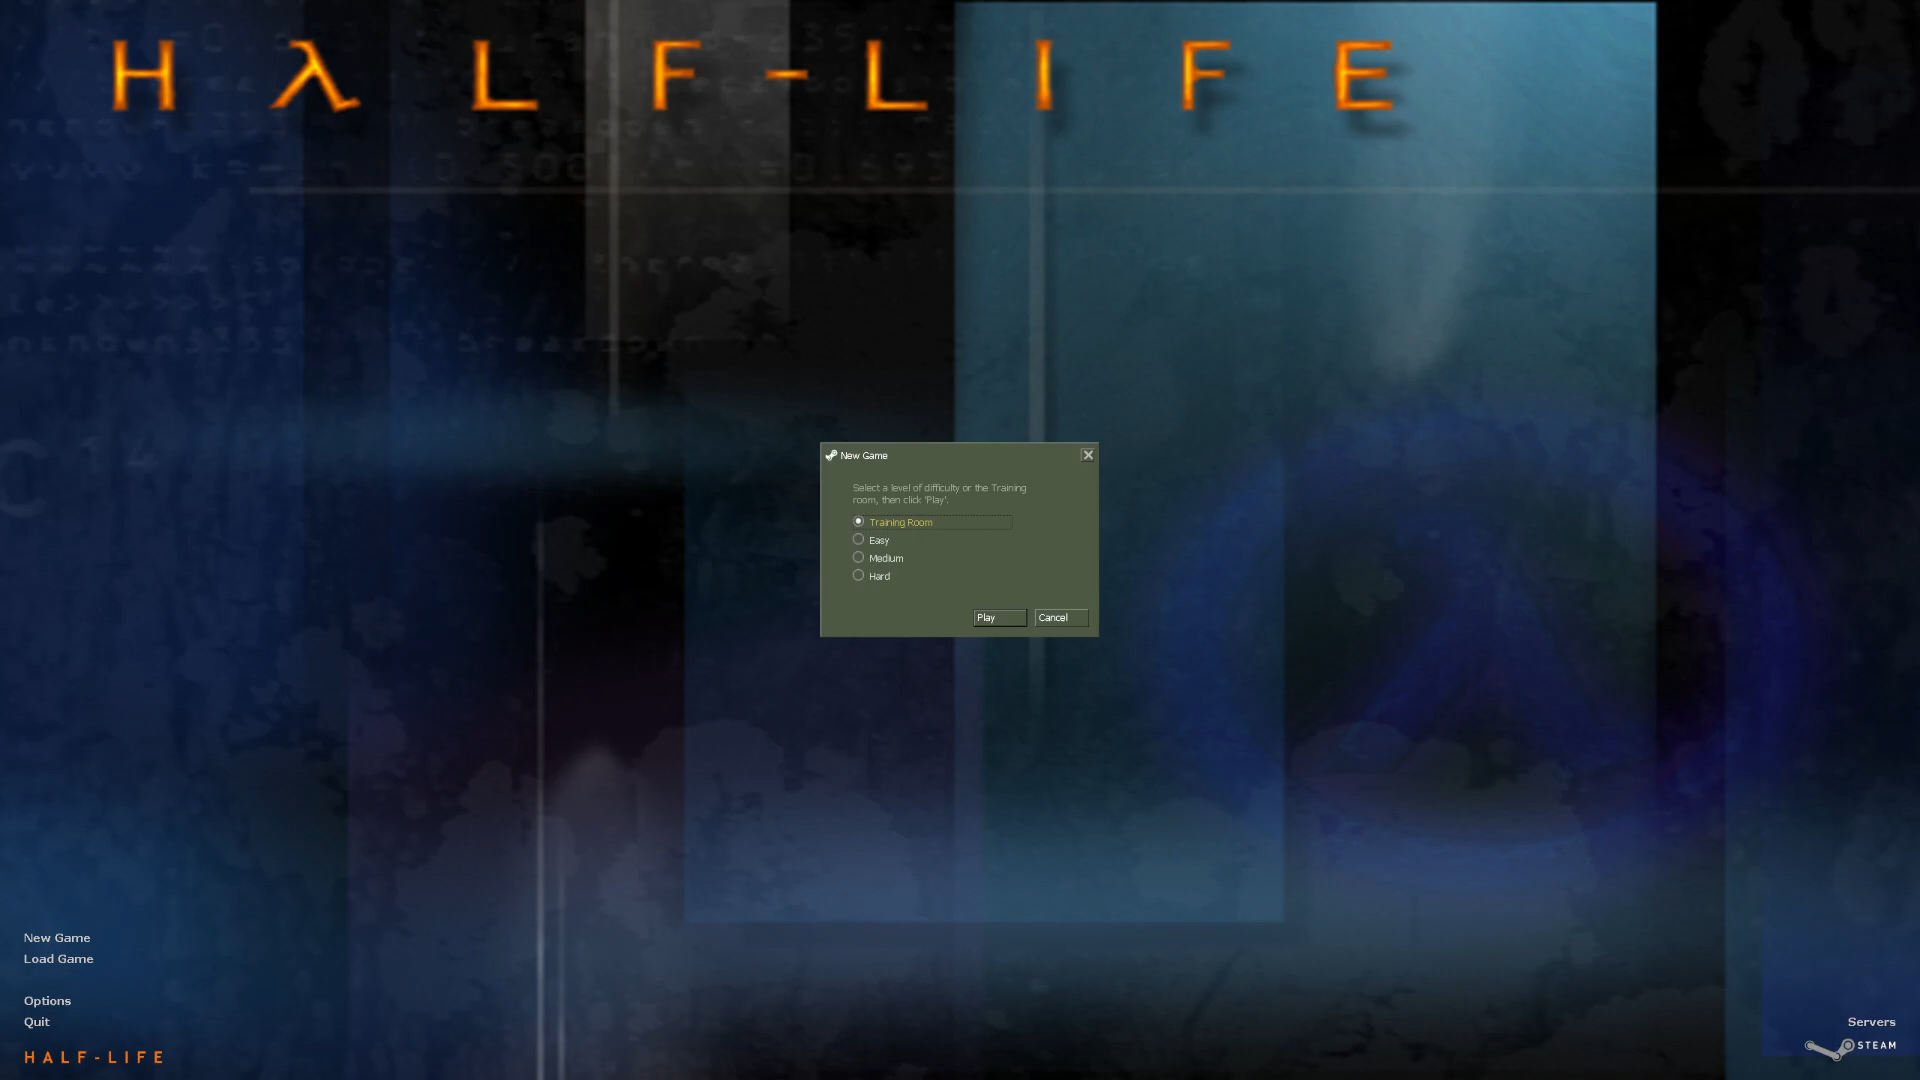 HλLF-LIFE
New Game
Select a level of difficulty or the Training
room, then click 'Play'.
Training Room
Easy
Medium
Hard
Play
Cancel
New Game
Load Game
Options
Quit
HALF-LIFE
Servers
STEAM